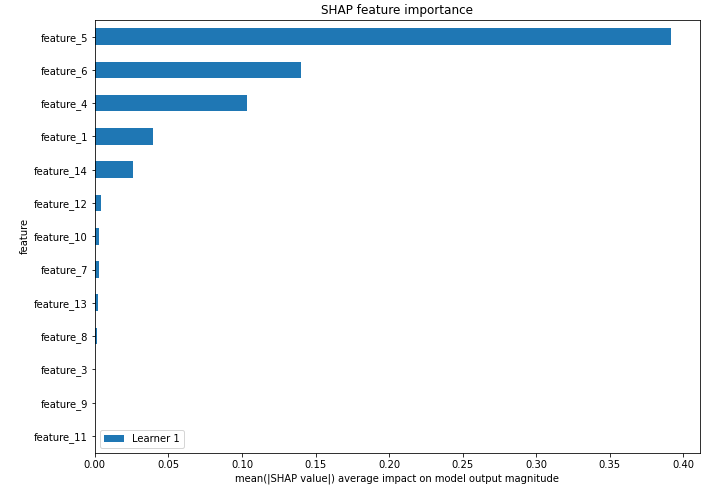 SHAP feature importance
feature_5
feature_6
feature_4
feature_1
feature_14
feature_12
feature_10
feature_7
feature_13
feature_8
feature_3
feature_9
feature_11
feature
Learner 1
0.00 0.05 0.10 0.15 0.20 0.25 0.30 0.35 0.40
mean(|SHAP value|) average impact on model output magnitude